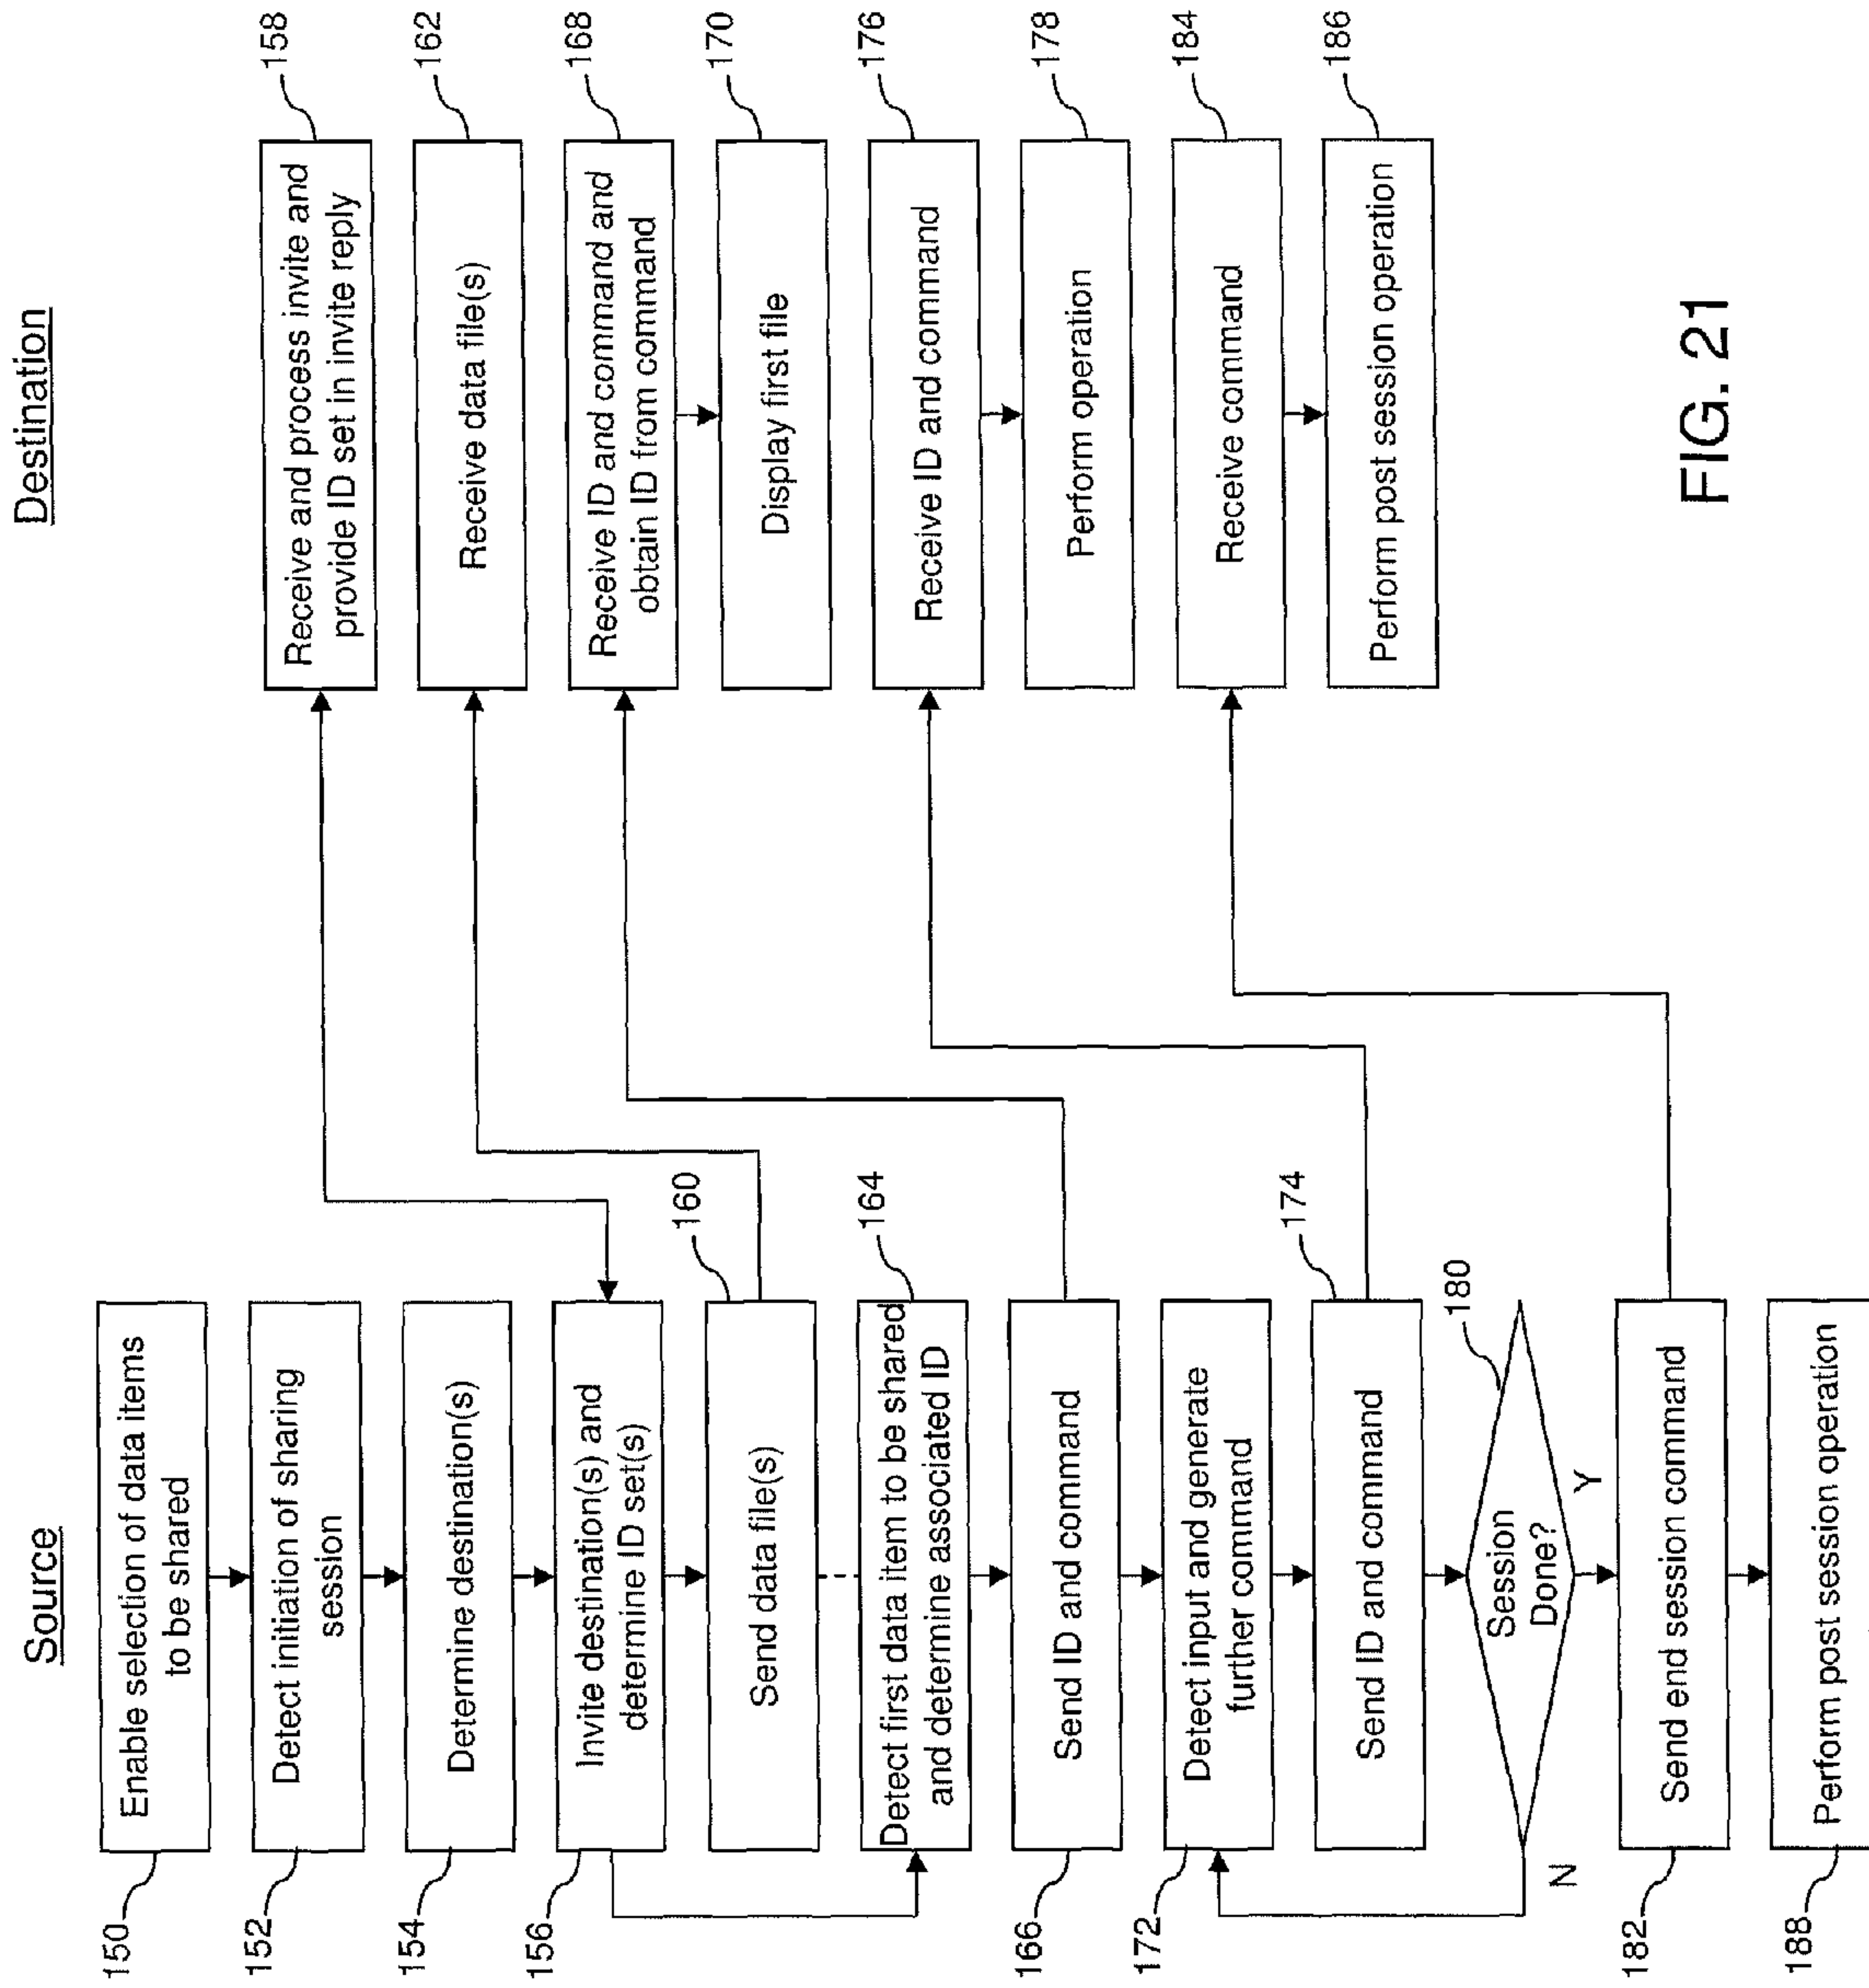 Source
150
Enable selection of data items
to be shared
152
Detect initiation of sharing
session
154
Determine destination(s)
156
Invite destination(s) and
determine ID set(s)
160
Send data file(s)
164
Detect first data item to be shared
and determine associated ID
166
Send ID and command
172
Detect input and generate
further command
174
Send ID and command
180
Session
Done?
N
Y
182
Send end session command
188
Perform post session operation
Destination
158
Receive and process invite and
provide ID set in invite reply
162
Receive data file(s)
168
Receive ID and command and
obtain ID from command
170
Display first file
176
Receive ID and command
178
Perform operation
184
Receive command
186
Perform post session operation
FIG. 21